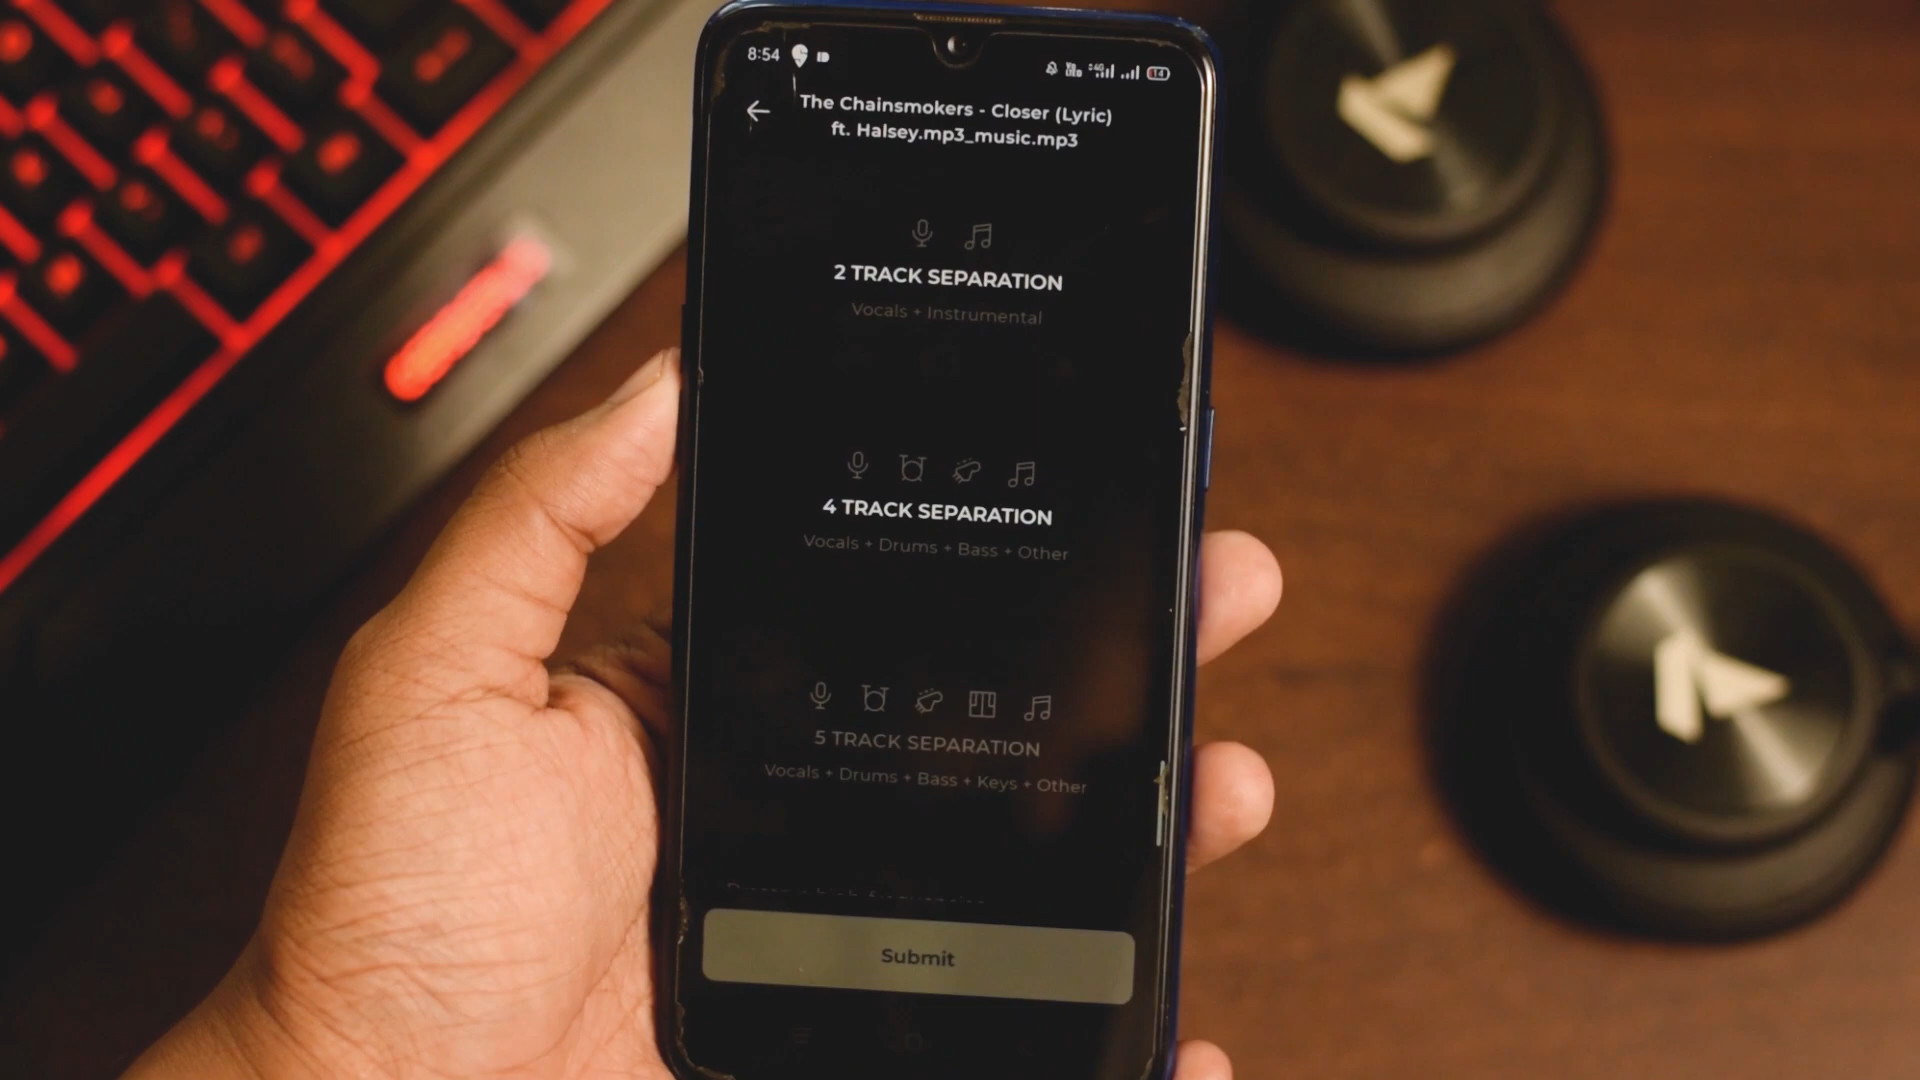 8:54
14
The Chainsmokers - Closer (Lyric)
ft. Halsey.mp3_music.mp3
2 TRACK SEPARATION
Vocals + Instrumental
4 TRACK SEPARATION
Vocals + Drums + Bass + Other
5 TRACK SEPARATION
Vocals + Drums + Bass + Keys + Other
Submit